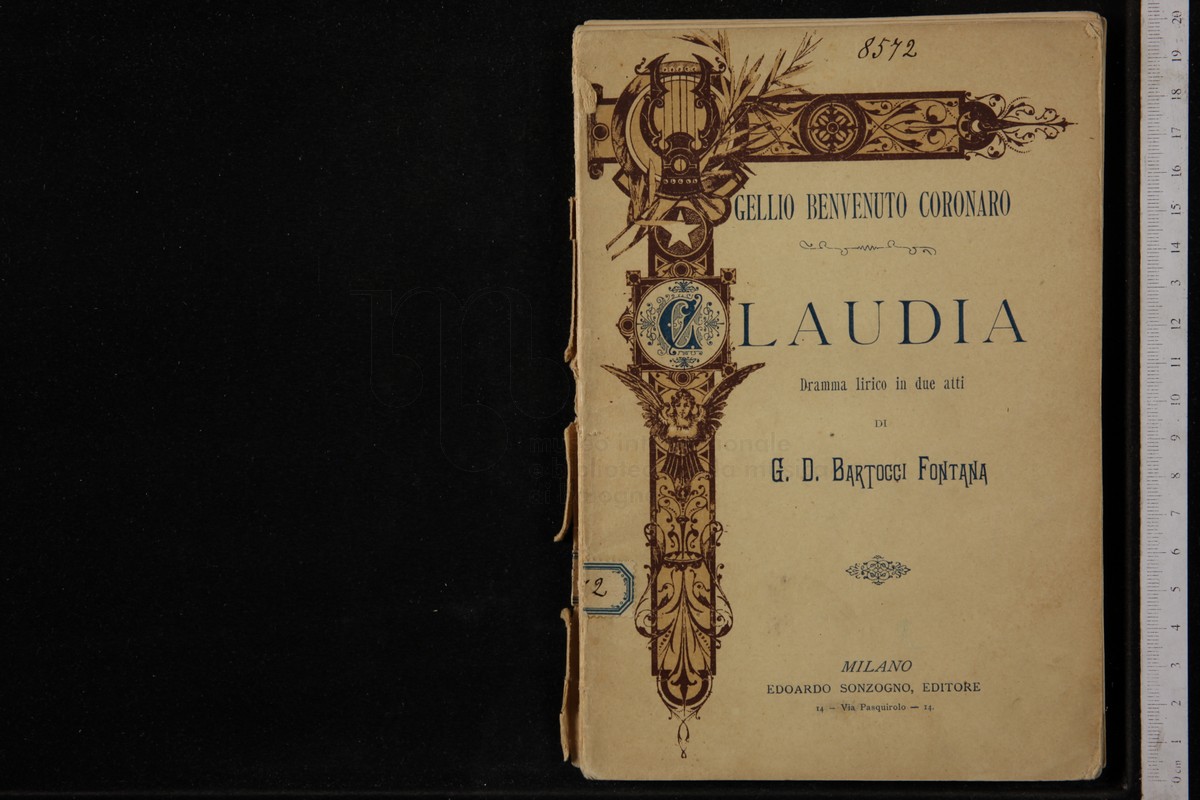 8572
GELLIO BENVENUTO CORONARO
CLAUDIA
Dramma lirico in due atti
DI
G. D. BARTOCCI FONTANA
2
MILANO
EDOARDO SONZOGNO, EDITORE
14 — Via Pasquirolo — 14.